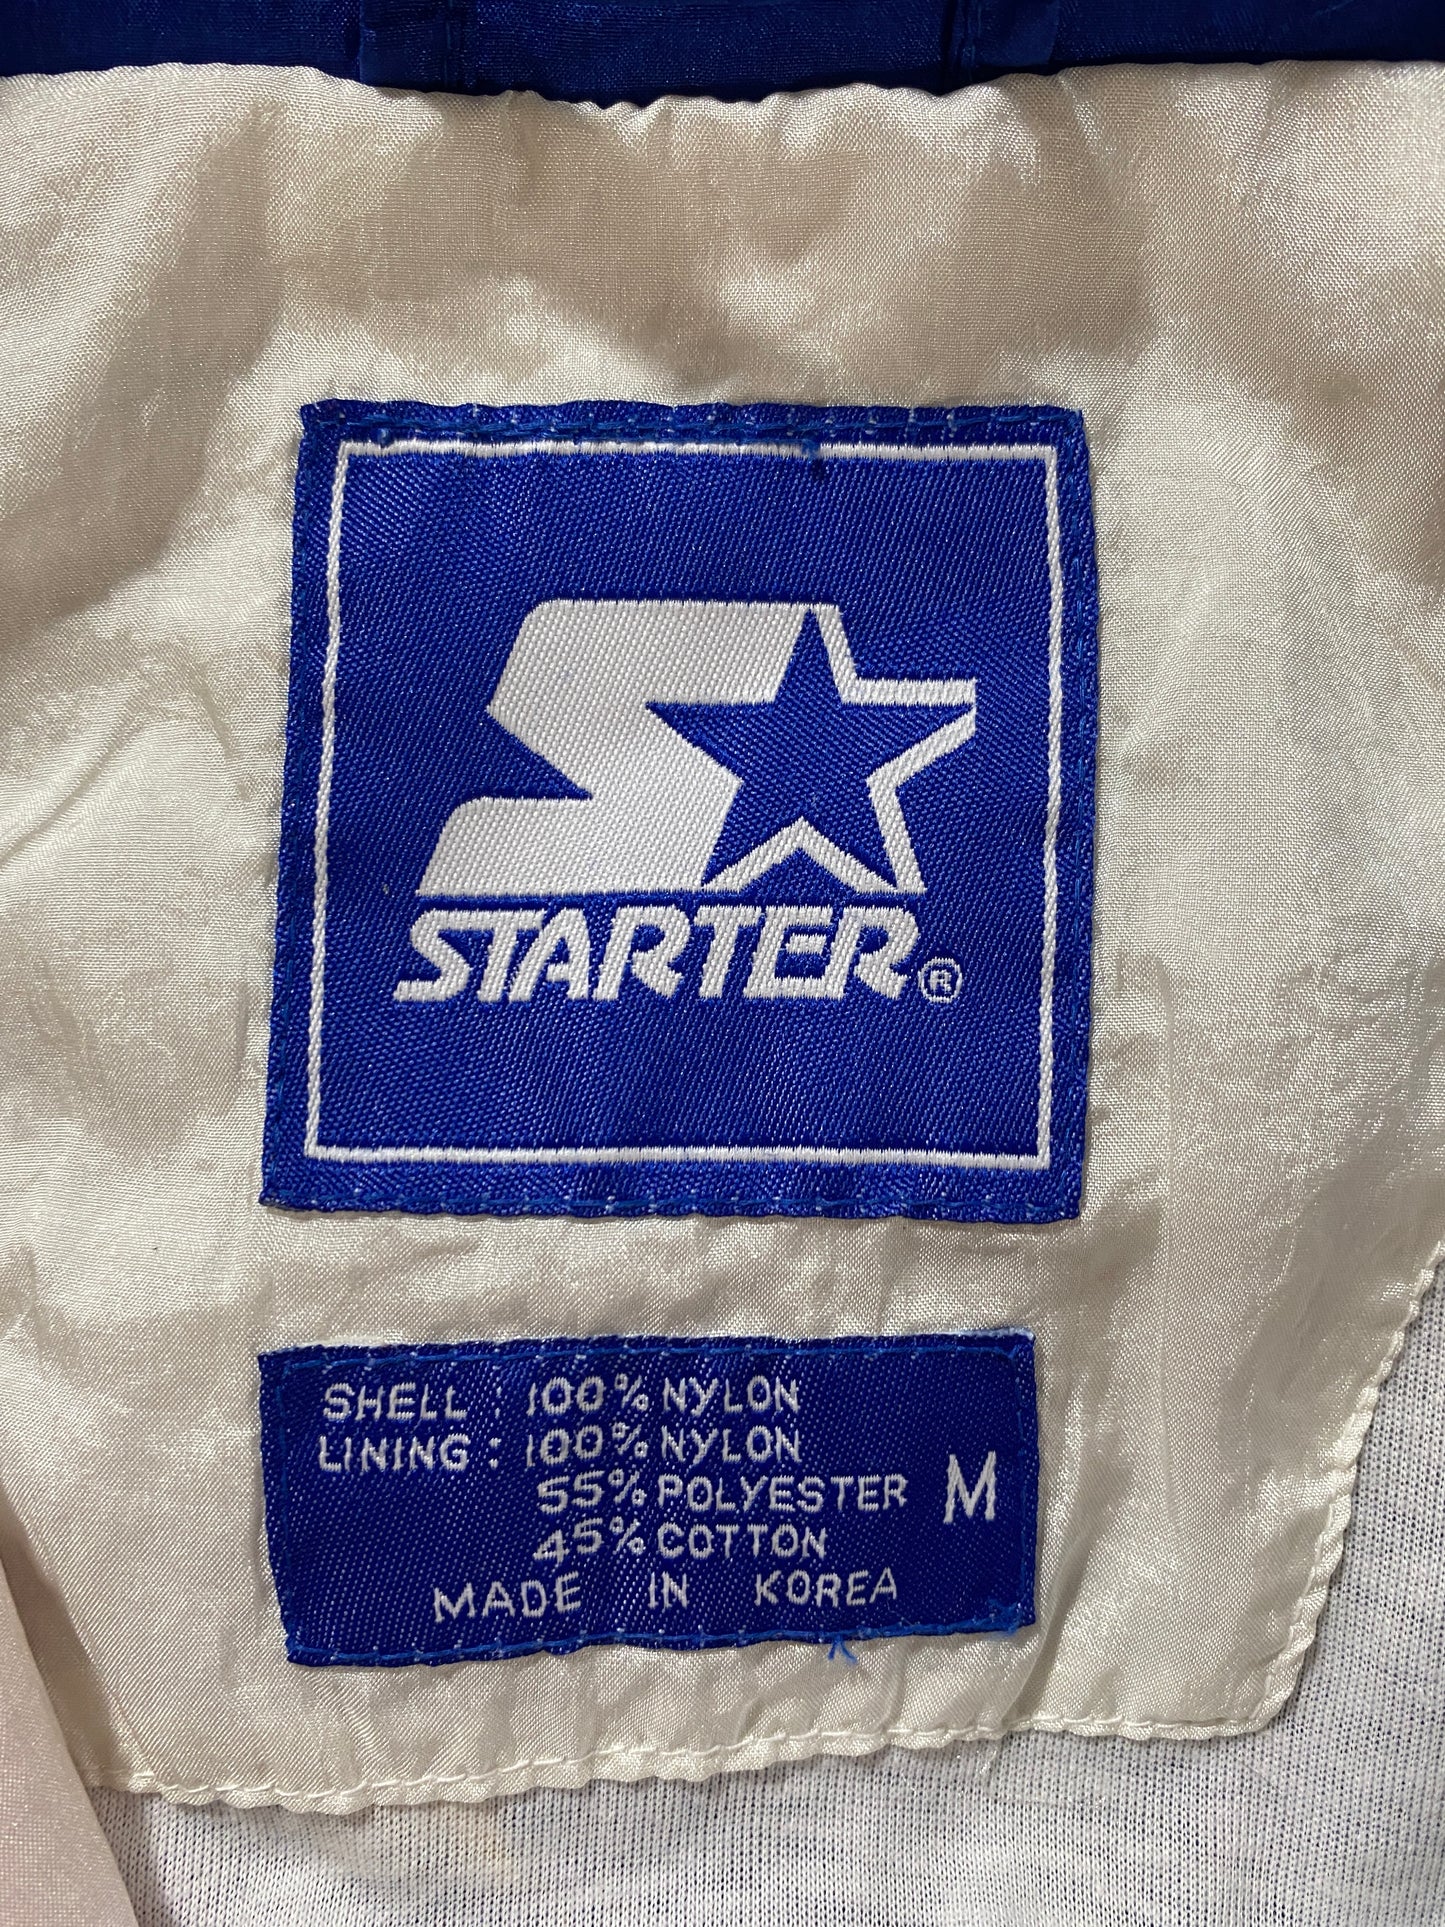 STARTER®
SHELL : 100% NYLON
LINING : 100% NYLON
55% POLYESTER
45% COTTON
M
MADE IN KOREA